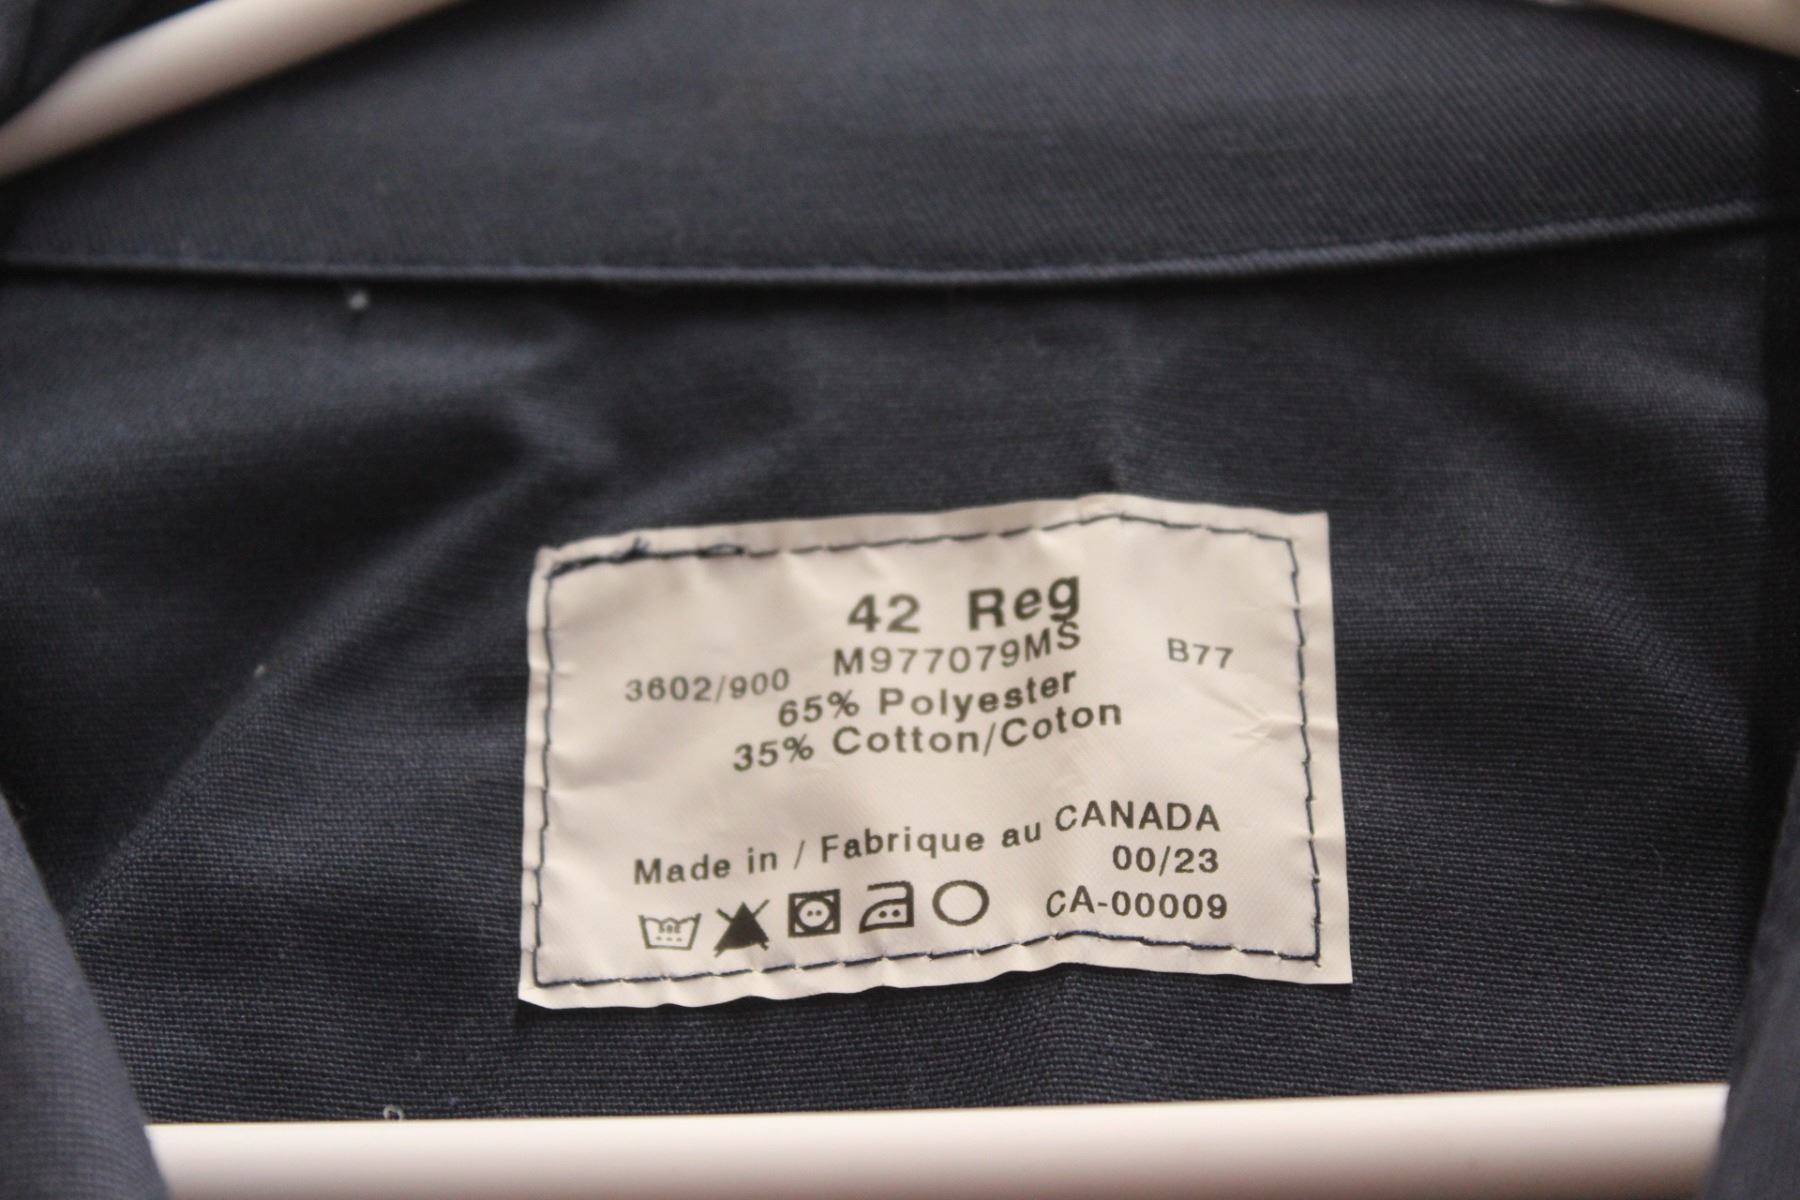 42 Reg
3602/900 M977079MS B77
65% Polyester
35% Cotton/Coton
Made in / Fabrique au CANADA
00/23
CA-00009